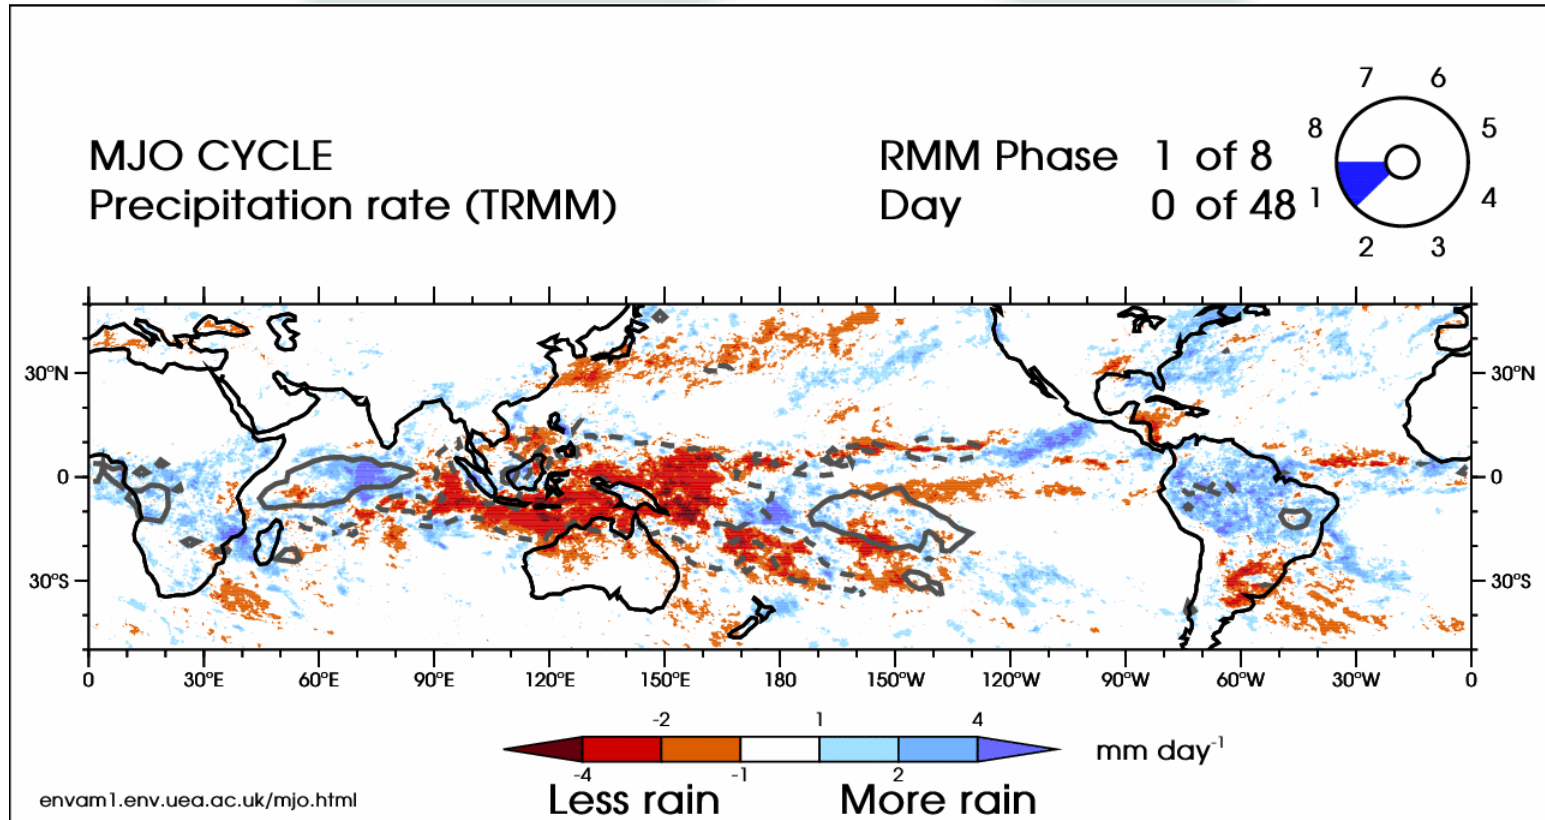 7 6
8 5
MJO CYCLE RMM Phase 1 of 8
Precipitation rate (TRMM) Day 0 of 48 1 4
2 3
30°N 30°N
0 0
30°S 30°S
0 30°E 60°E 90°E 120°E 150°E 180 150°W 120°W 90°W 60°W 30°W 0
-2 1 4
mm day⁻¹
-4 -1 2
Less rain More rain
envam1.env.uea.ac.uk/mjo.html